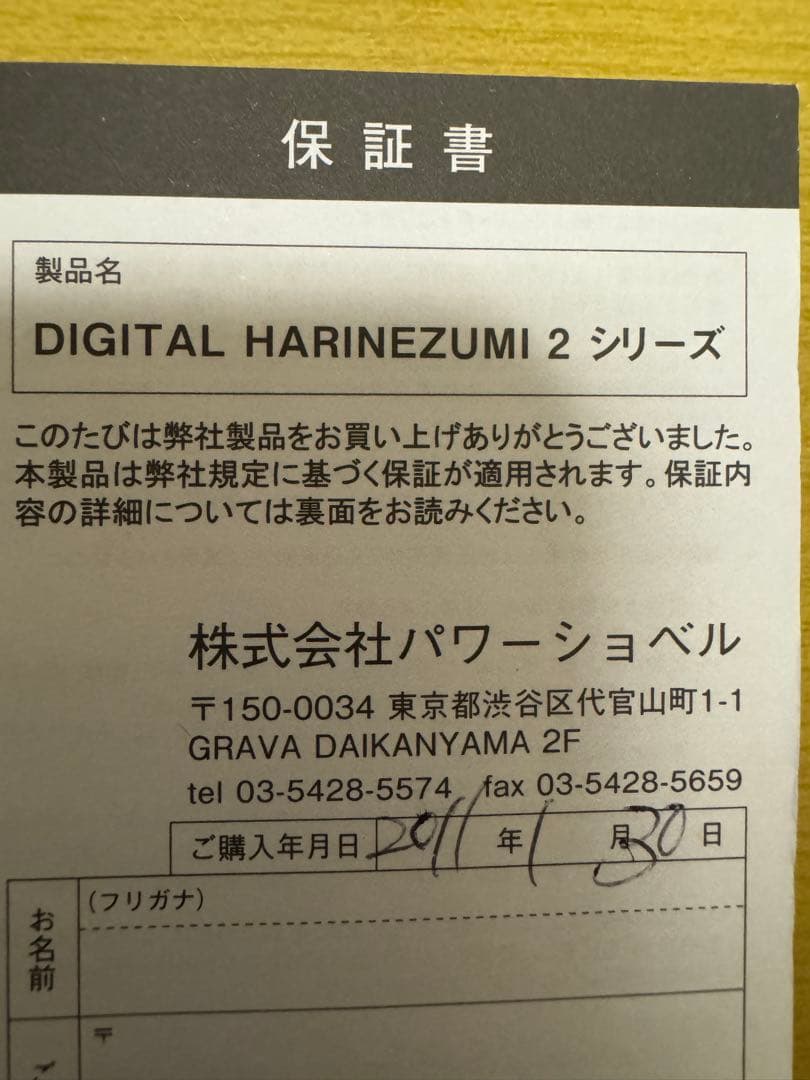 保証書
製品名
DIGITAL HARINEZUMI 2 シリーズ
このたびは弊社製品をお買い上げありがとうございました。
本製品は弊社規定に基づく保証が適用されます。保証内
容の詳細については裏面をお読みください。
株式会社パワーショベル
〒150-0034 東京都渋谷区代官山町1-1
GRAVA DAIKANYAMA 2F
tel 03-5428-5574 fax 03-5428-5659
ご購入年月日 2011 年 1 月 30 日
(フリガナ)
お名前
〒
ご